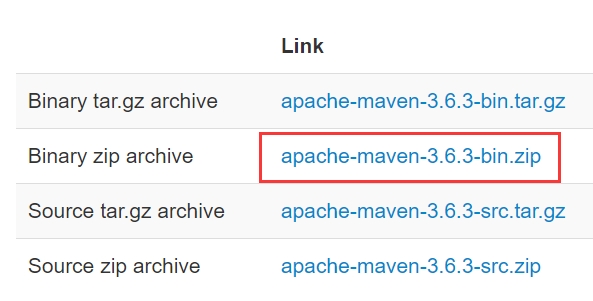 Link
Binary tar.gz archive apache-maven-3.6.3-bin.tar.gz
Binary zip archive apache-maven-3.6.3-bin.zip
Source tar.gz archive apache-maven-3.6.3-src.tar.gz
Source zip archive apache-maven-3.6.3-src.zip